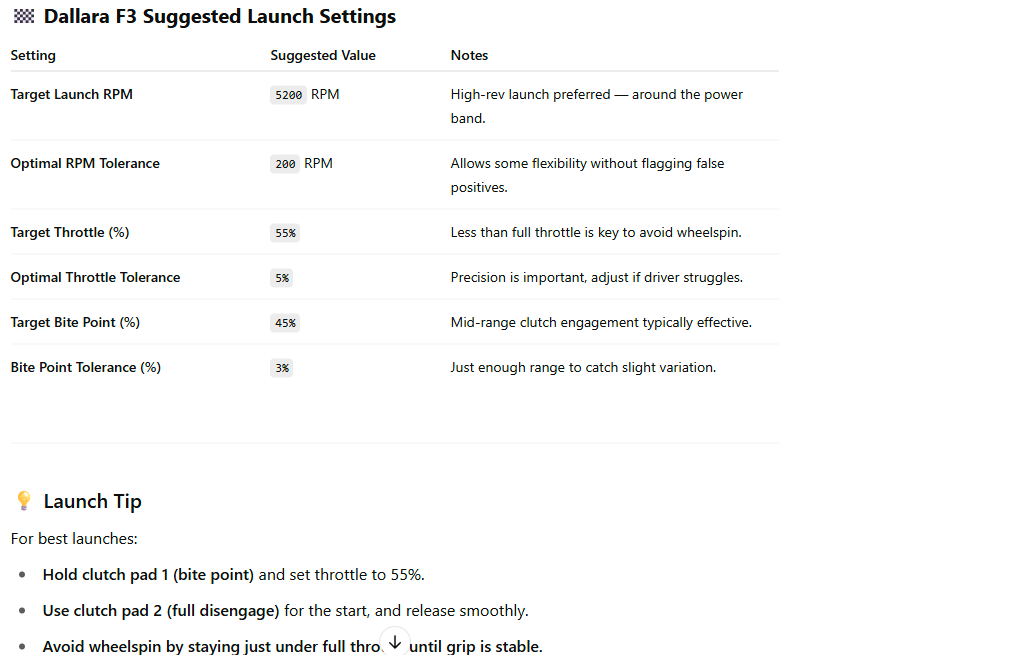 Dallara F3 Suggested Launch Settings
Setting Suggested Value Notes
Target Launch RPM 5200 RPM High-rev launch preferred — around the power
band.
Optimal RPM Tolerance 200 RPM Allows some flexibility without flagging false
positives.
Target Throttle (%) 55% Less than full throttle is key to avoid wheelspin.
Optimal Throttle Tolerance 5% Precision is important, adjust if driver struggles.
Target Bite Point (%) 45% Mid-range clutch engagement typically effective.
Bite Point Tolerance (%) 3% Just enough range to catch slight variation.
Launch Tip
For best launches:
Hold clutch pad 1 (bite point) and set throttle to 55%.
Use clutch pad 2 (full disengage) for the start, and release smoothly.
Avoid wheelspin by staying just under full until grip is stable.